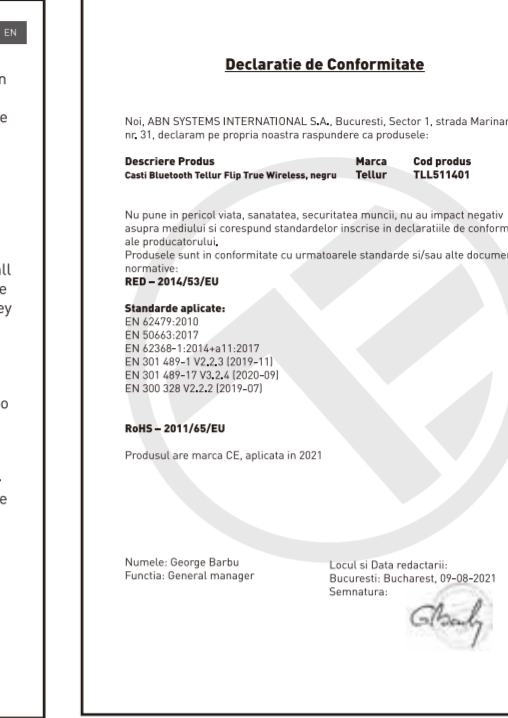 EN
n
e
ll
e
ey
o
.
e
Declaratie de Conformitate
Noi, ABN SYSTEMS INTERNATIONAL S.A., Bucuresti, Sector 1, strada Marinar
nr. 31, declaram pe propria noastra raspundere ca produsele:
Descriere Produs Marca Cod produs
Casti Bluetooth Tellur Flip True Wireless, negru Tellur TLL511401
Nu pune in pericol viata, sanatatea, securitatea muncii, nu au impact negativ
asupra mediului si corespund standardelor inscrise in declaratiile de conform
ale producatorului.
Produsele sunt in conformitate cu urmatoarele standarde si/sau alte documen
normative:
RED – 2014/53/EU
Standarde aplicate:
EN 62479:2010
EN 50663:2017
EN 62368-1:2014+a11:2017
EN 301 489-1 V2.2.3 (2019-11)
EN 301 489-17 V3.2.4 (2020-09)
EN 300 328 V2.2.2 (2019-07)
RoHS – 2011/65/EU
Produsul are marca CE, aplicata in 2021
Numele: George Barbu
Functia: General manager
Locul si Data redactarii:
Bucuresti: Bucharest, 09-08-2021
Semnatura: